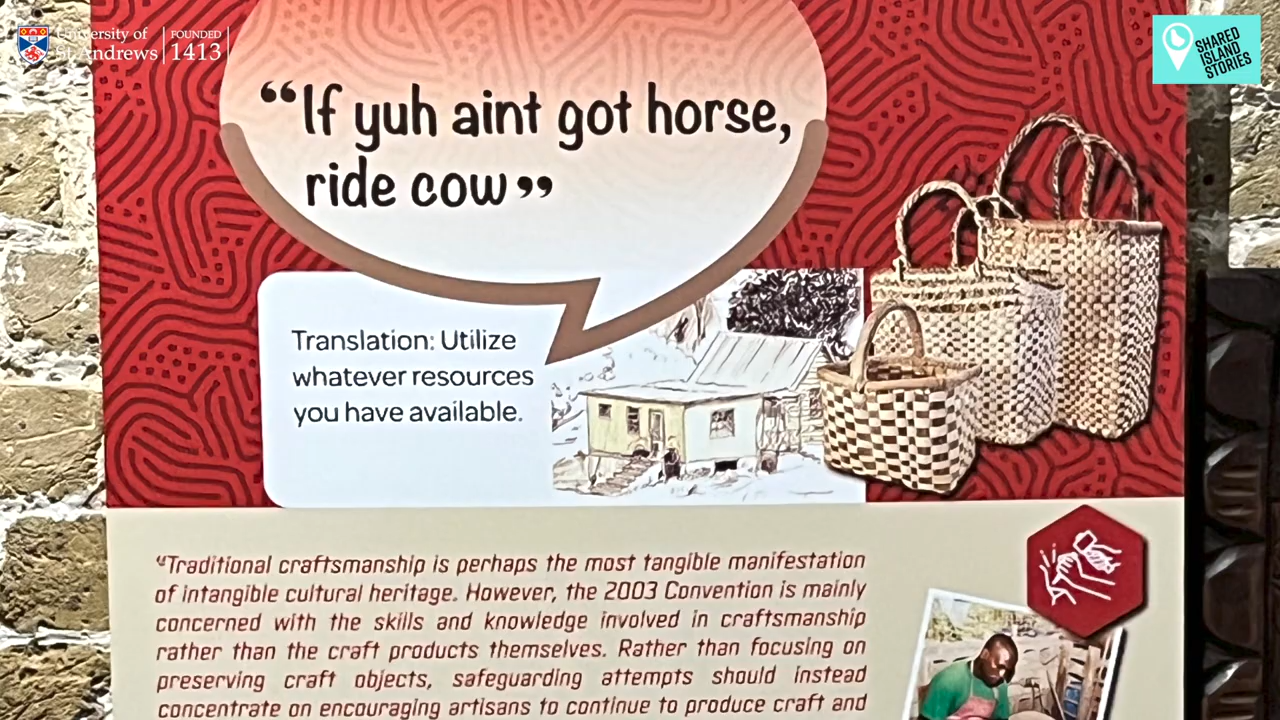 University of
St Andrews
FOUNDED
1413
SHARED
ISLAND
STORIES
“If yuh aint got horse,
ride cow”
Translation: Utilize
whatever resources
you have available.
“Traditional craftsmanship is perhaps the most tangible manifestation
of intangible cultural heritage. However, the 2003 Convention is mainly
concerned with the skills and knowledge involved in craftsmanship
rather than the craft products themselves. Rather than focusing on
preserving craft objects, safeguarding attempts should instead
concentrate on encouraging artisans to continue to produce craft and